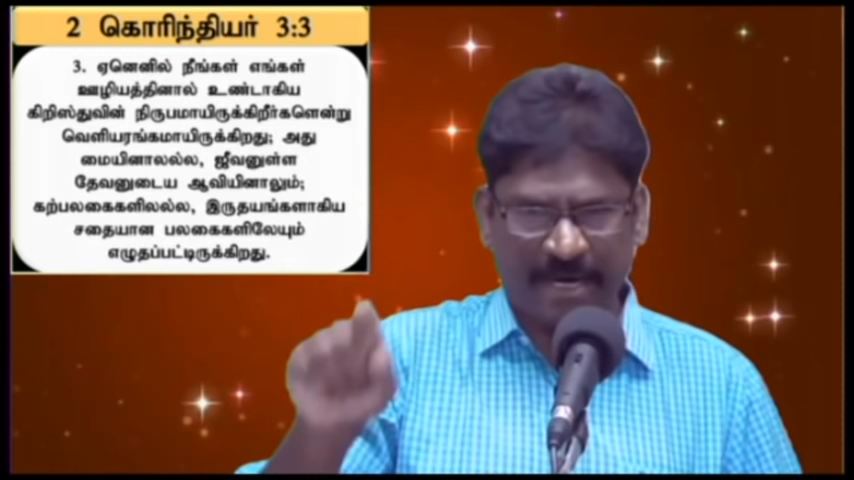 2 கொரிந்தியர் 3:3
3. ஏனெனில் நீங்கள் எங்கள்
ஊழியத்தினால் உண்டாகிய
கிறிஸ்துவின் நிருபமாயிருக்கிறீர்களென்று
வெளியரங்கமாயிருக்கிறது; அது
மையினாலல்ல, ஜீவனுள்ள
தேவனுடைய ஆவியினாலும்;
கற்பலகைகளிலல்ல, இருதயங்களாகிய
சதையான பலகைகளிலேயும்
எழுதப்பட்டிருக்கிறது.